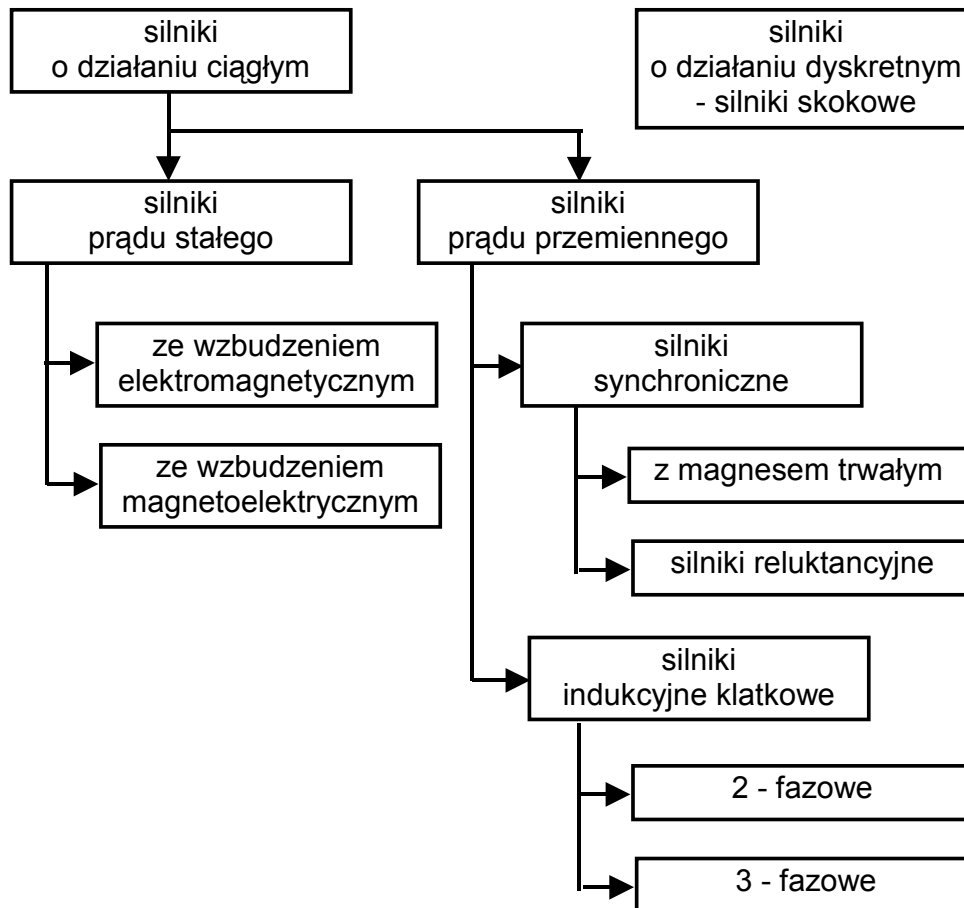 silniki
o działaniu ciągłym
silniki
o działaniu dyskretnym
- silniki skokowe
silniki
prądu stałego
silniki
prądu przemiennego
ze wzbudzeniem
elektromagnetycznym
ze wzbudzeniem
magnetoelektrycznym
silniki
synchroniczne
z magnesem trwałym
silniki reluktancyjne
silniki
indukcyjne klatkowe
2 - fazowe
3 - fazowe